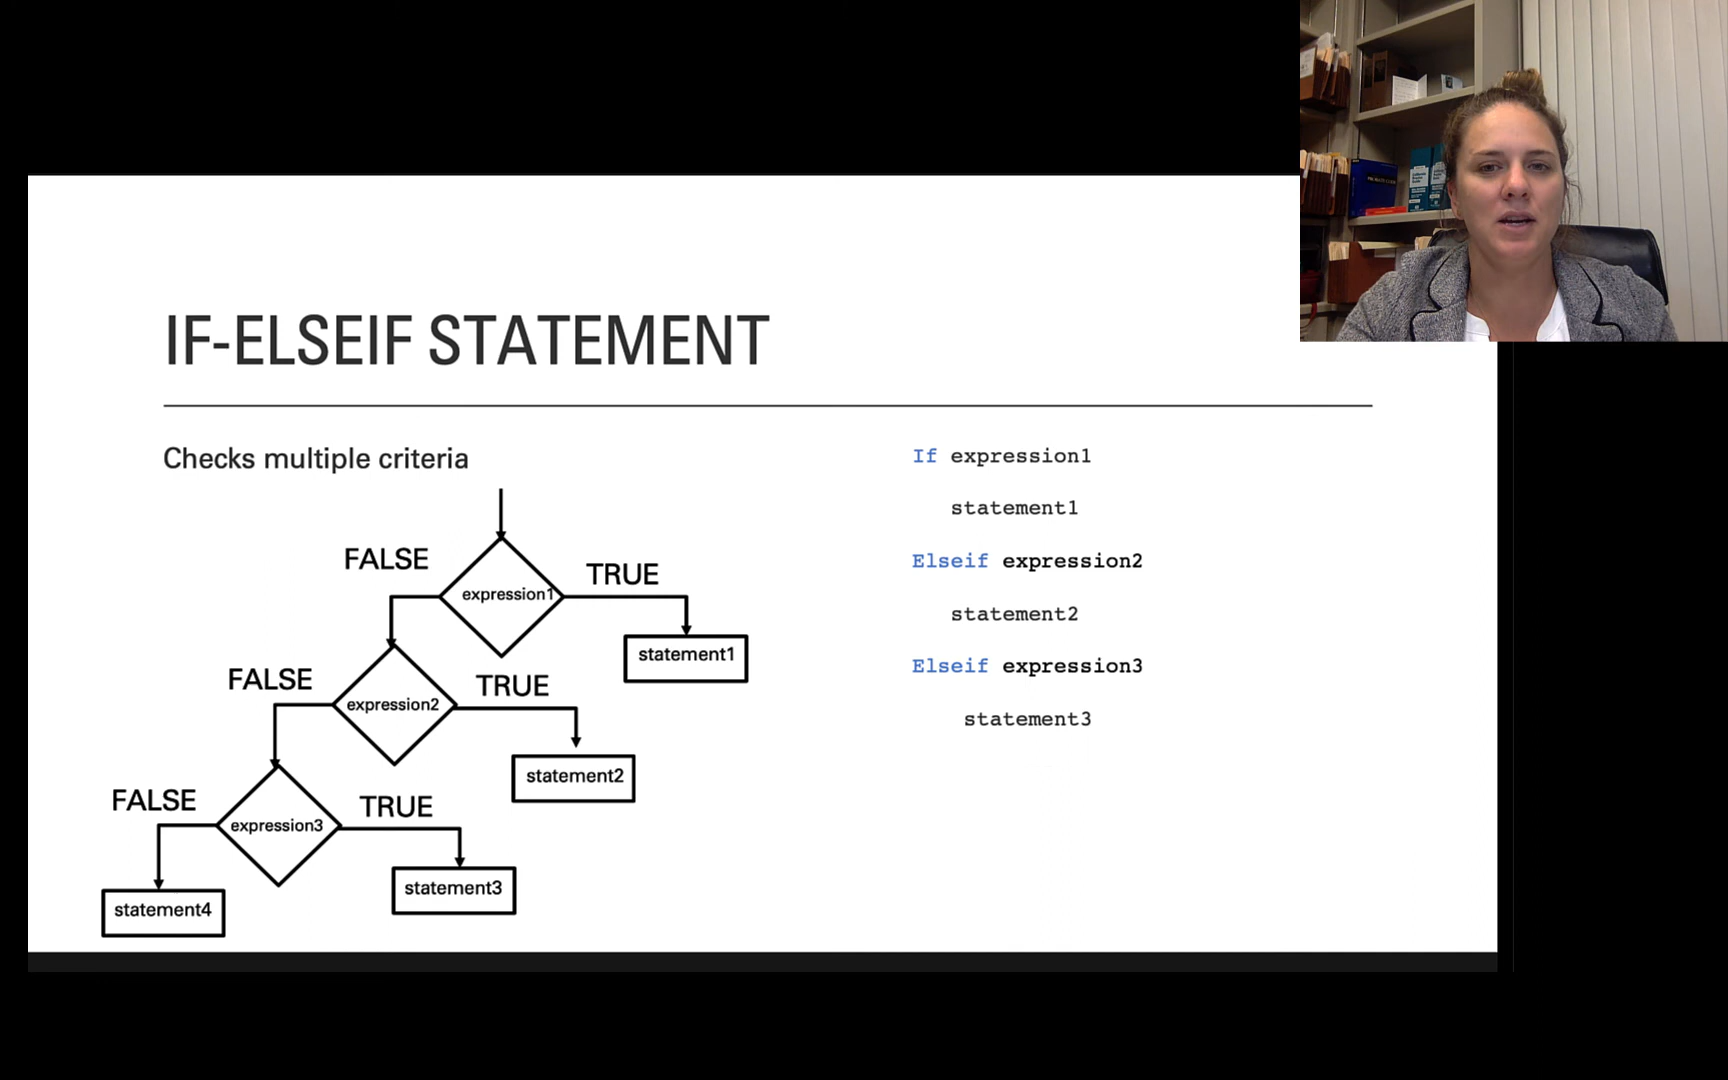 IF-ELSEIF STATEMENT
Checks multiple criteria
FALSE
expression1
TRUE
statement1
FALSE
expression2
TRUE
statement2
FALSE
expression3
TRUE
statement3
statement4
If expression1
statement1
Elseif expression2
statement2
Elseif expression3
statement3